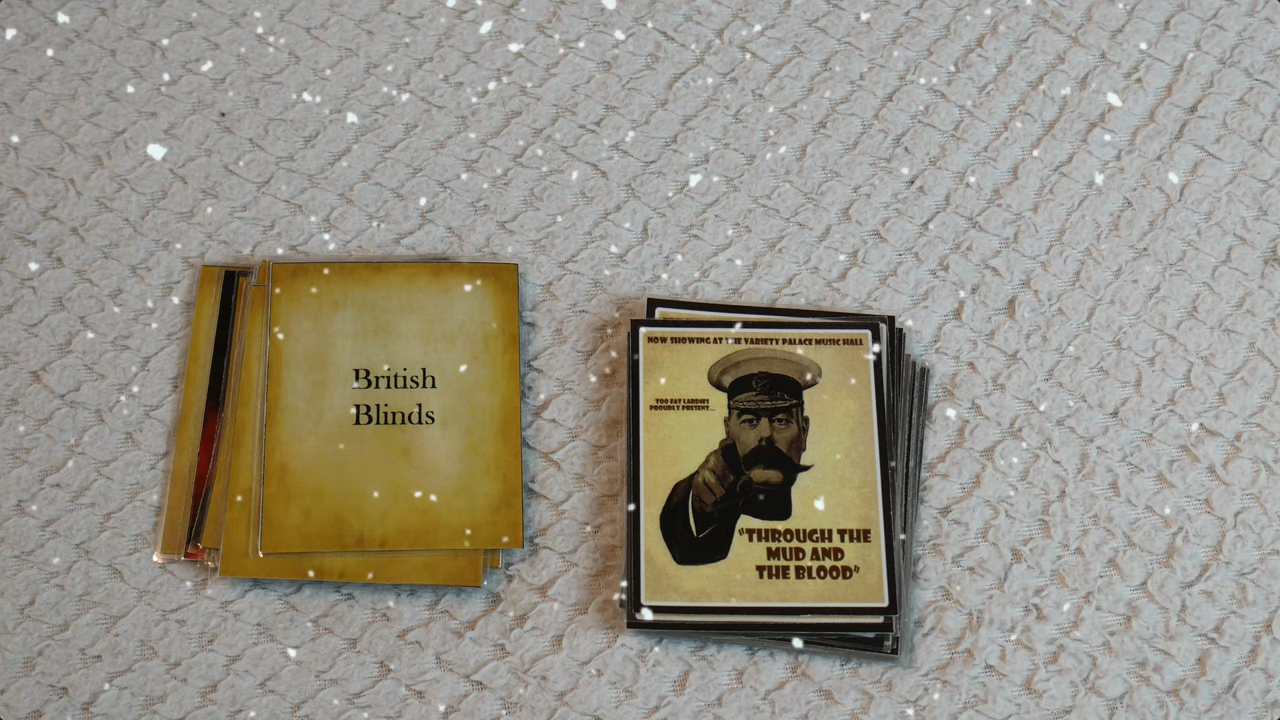 British
Blinds
NOW SHOWING AT THE VARIETY PALACE MUSIC HALL
TOO FAT LARDIES
PROUDLY PRESENT...
"THROUGH THE
MUD AND
THE BLOOD"